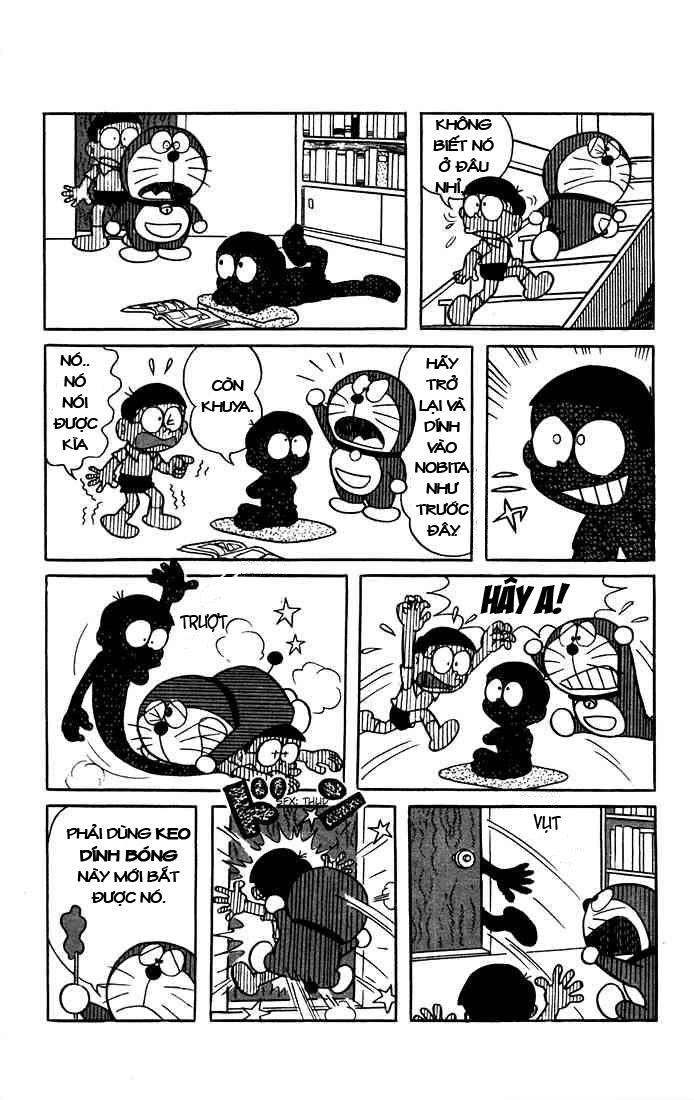 KHÔNG
BIẾT NÓ
Ở ĐÂU
NHỈ.
HÃY
TRỞ
LẠI VÀ
DÍNH
VÀO
NOBITA
NHƯ
TRƯỚC
ĐÂY.
CÒN
KHUYA.
NÓ..
NÓ
NÓI
ĐƯỢC
KÌA
HÂY A!
TRƯỢT
VỤT
SFX: THUD
PHẢI DÙNG KEO
DÍNH BÓNG
NÀY MỚI BẮT
ĐƯỢC NÓ.